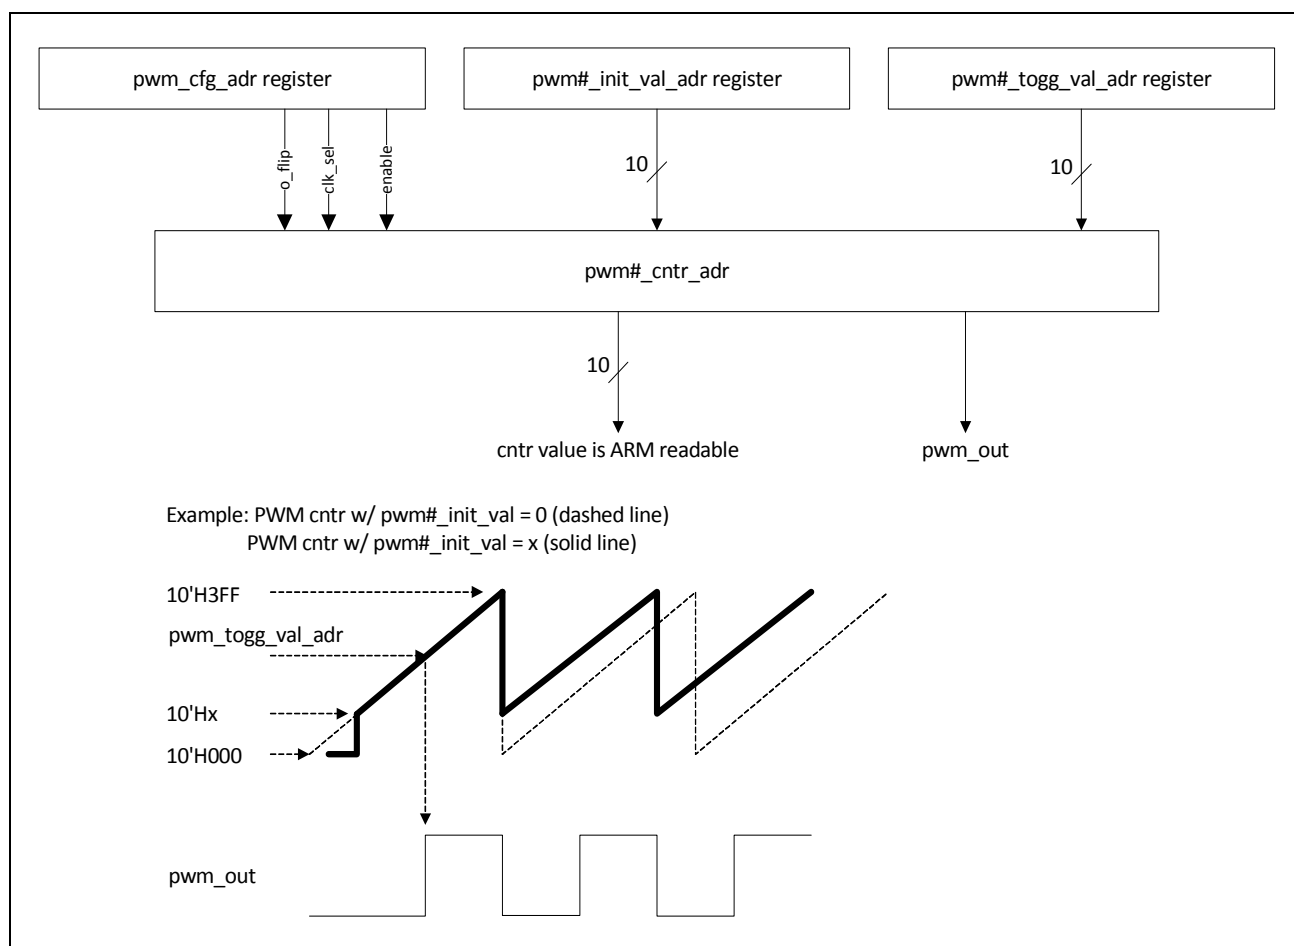 pwm_cfg_adr register
pwm#_init_val_adr register
pwm#_togg_val_adr register
o_flip
clk_sel
enable
10
10
pwm#_cntr_adr
10
cntr value is ARM readable
pwm_out
Example: PWM cntr w/ pwm#_init_val = 0 (dashed line)
PWM cntr w/ pwm#_init_val = x (solid line)
10'H3FF
pwm_togg_val_adr
10'Hx
10'H000
pwm_out